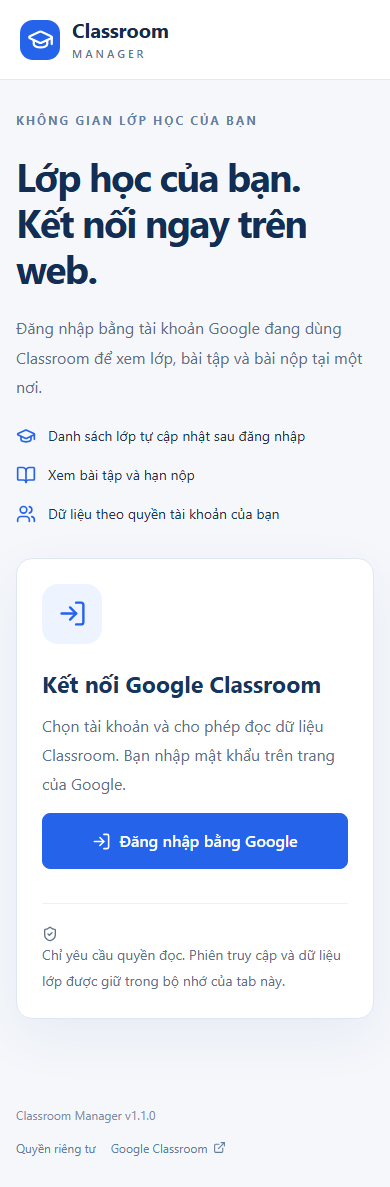 Classroom
MANAGER
KHÔNG GIAN LỚP HỌC CỦA BẠN
Lớp học của bạn.
Kết nối ngay trên
web.
Đăng nhập bằng tài khoản Google đang dùng
Classroom để xem lớp, bài tập và bài nộp tại một
nơi.
Danh sách lớp tự cập nhật sau đăng nhập
Xem bài tập và hạn nộp
Dữ liệu theo quyền tài khoản của bạn
Kết nối Google Classroom
Chọn tài khoản và cho phép đọc dữ liệu
Classroom. Bạn nhập mật khẩu trên trang
của Google.
Đăng nhập bằng Google
Chỉ yêu cầu quyền đọc. Phiên truy cập và dữ liệu
lớp được giữ trong bộ nhớ của tab này.
Classroom Manager v1.1.0
Quyền riêng tư Google Classroom